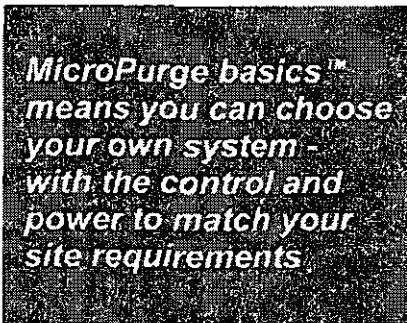 MicroPurge basics™
means you can choose
your own system -
with the control and
power to match your
site requirements